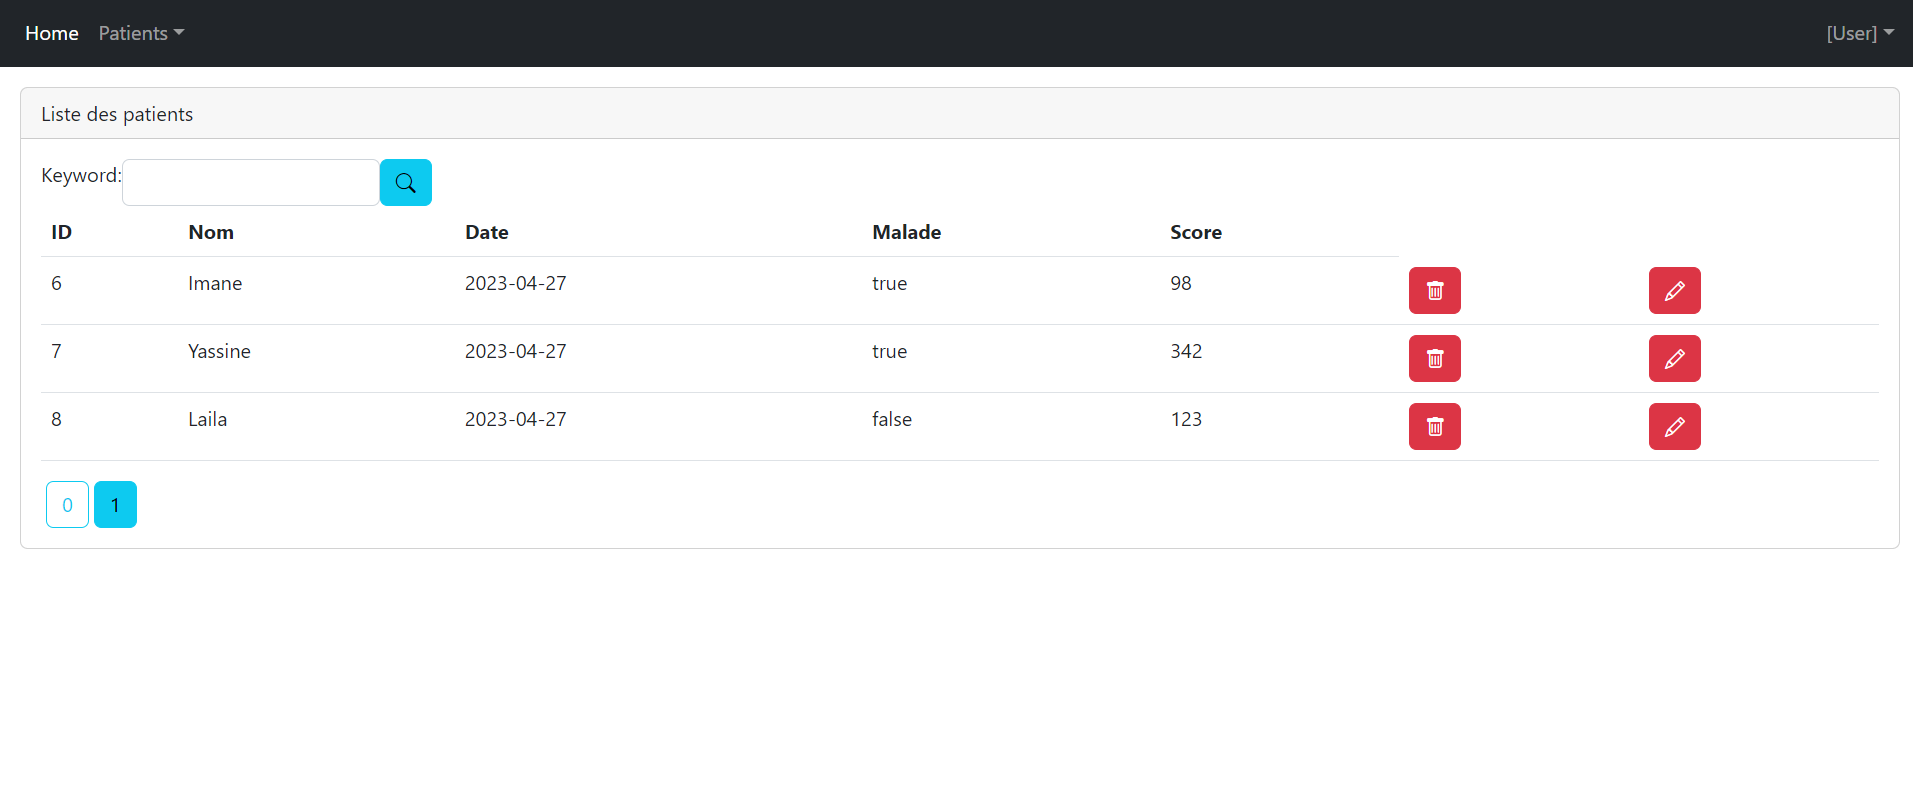 Home Patients [User]
Liste des patients
Keyword:
ID Nom Date Malade Score
6 Imane 2023-04-27 true 98
7 Yassine 2023-04-27 true 342
8 Laila 2023-04-27 false 123
0 1